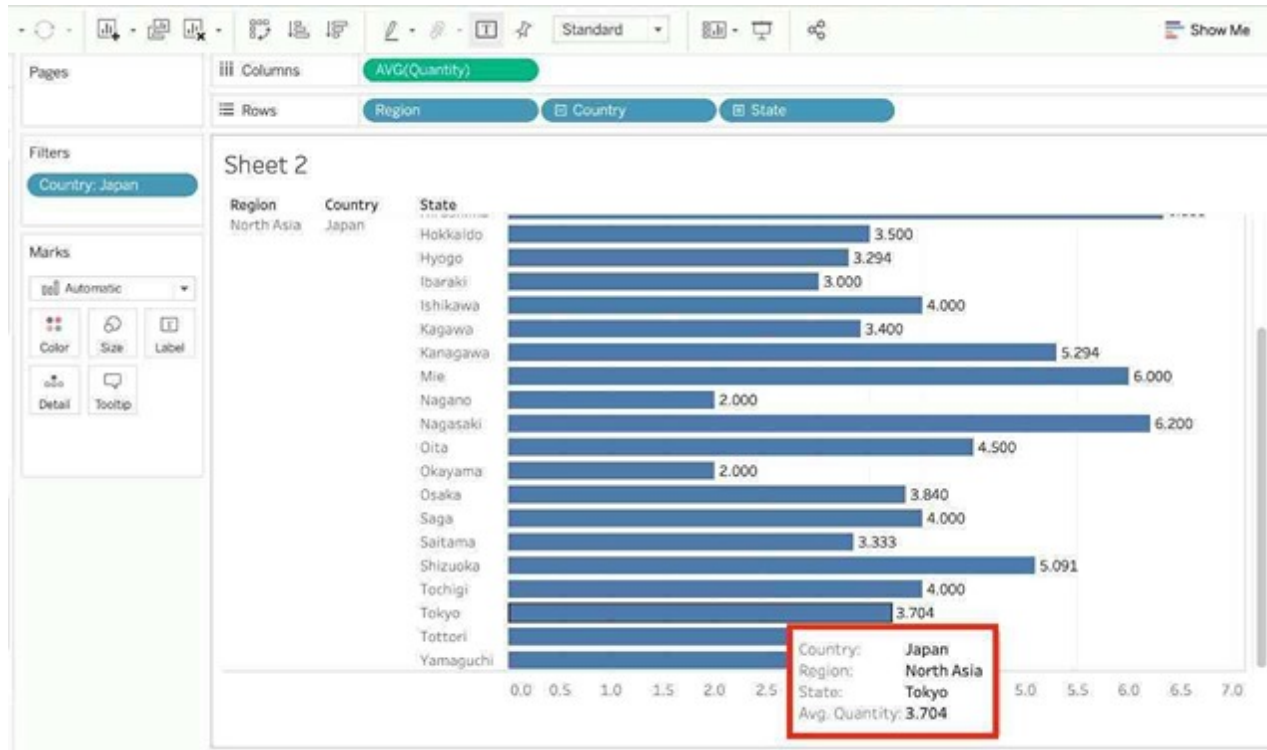 Standard
Show Me
Pages
Columns
AVG(Quantity)
Rows
Region
Country
State
Filters
Country: Japan
Sheet 2
Region Country State
North Asia Japan
Hokkaido 3.500
Hyogo 3.294
Ibaraki 3.000
Ishikawa 4.000
Kagawa 3.400
Kanagawa 5.294
Mie 6.000
Nagano 2.000
Nagasaki 6.200
Oita 4.500
Okayama 2.000
Osaka 3.840
Saga 4.000
Saitama 3.333
Shizuoka 5.091
Tochigi 4.000
Tokyo 3.704
Tottori
Yamaguchi
0.0 0.5 1.0 1.5 2.0 2.5 5.0 5.5 6.0 6.5 7.0
Country: Japan
Region: North Asia
State: Tokyo
Avg. Quantity: 3.704
Marks
Automatic
Color Size Label
Detail Tooltip